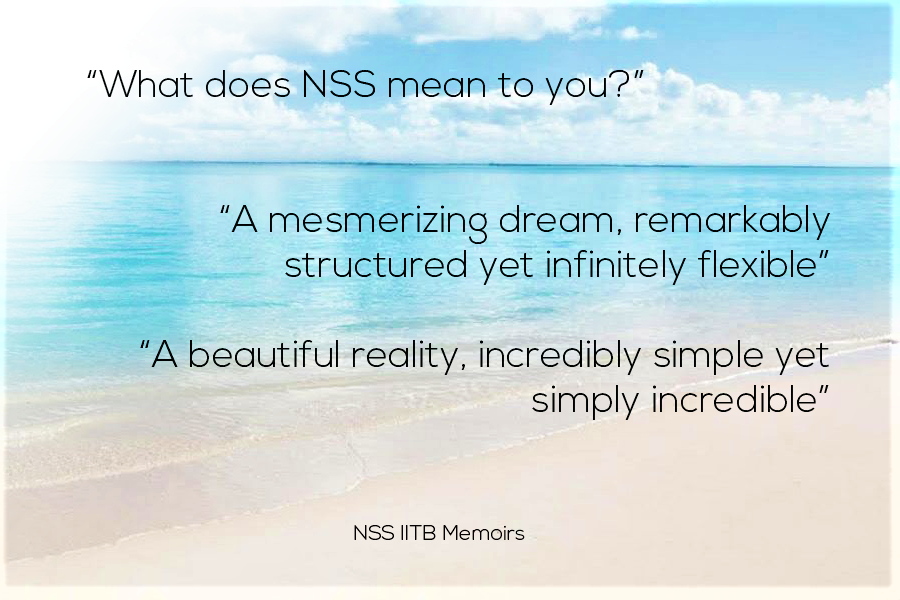 “What does NSS mean to you?”
“A mesmerizing dream, remarkably
structured yet infinitely flexible”
“A beautiful reality, incredibly simple yet
simply incredible”
NSS IITB Memoirs